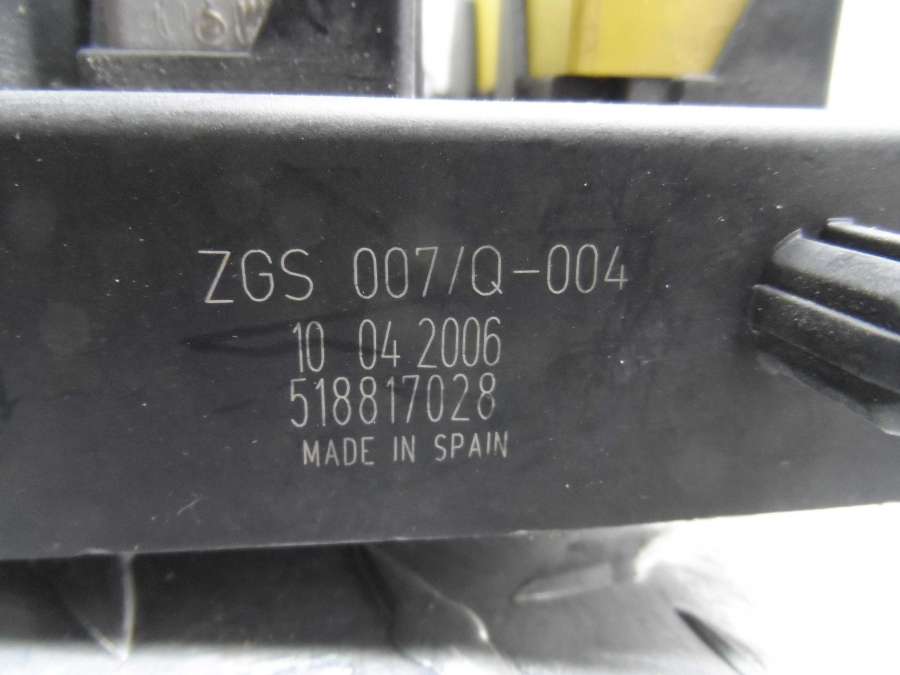 ZGS 007/Q-004
10 04 2006
518817028
MADE IN SPAIN